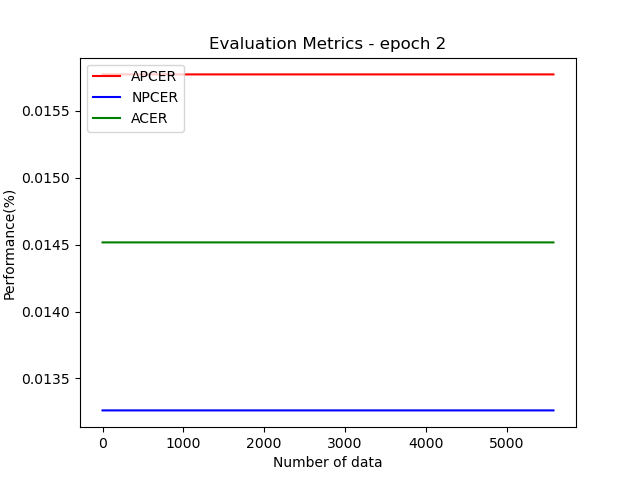 Evaluation Metrics - epoch 2
APCER
NPCER
ACER
0.0155
0.0150
0.0145
0.0140
0.0135
Performance(%)
0 1000 2000 3000 4000 5000
Number of data